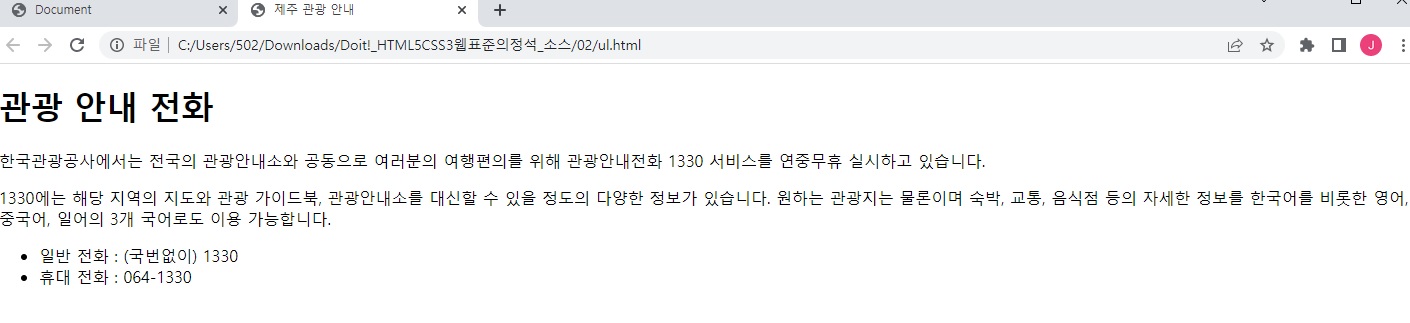 Document
제주 관광 안내
파일
C:/Users/502/Downloads/Doit!_HTML5CSS3웹표준의정석_소스/02/ul.html
J
관광 안내 전화
한국관광공사에서는 전국의 관광안내소와 공동으로 여러분의 여행편의를 위해 관광안내전화 1330 서비스를 연중무휴 실시하고 있습니다.
1330에는 해당 지역의 지도와 관광 가이드북, 관광안내소를 대신할 수 있을 정도의 다양한 정보가 있습니다. 원하는 관광지는 물론이며 숙박, 교통, 음식점 등의 자세한 정보를 한국어를 비롯한 영어,
중국어, 일어의 3개 국어로도 이용 가능합니다.
• 일반 전화 : (국번없이) 1330
• 휴대 전화 : 064-1330